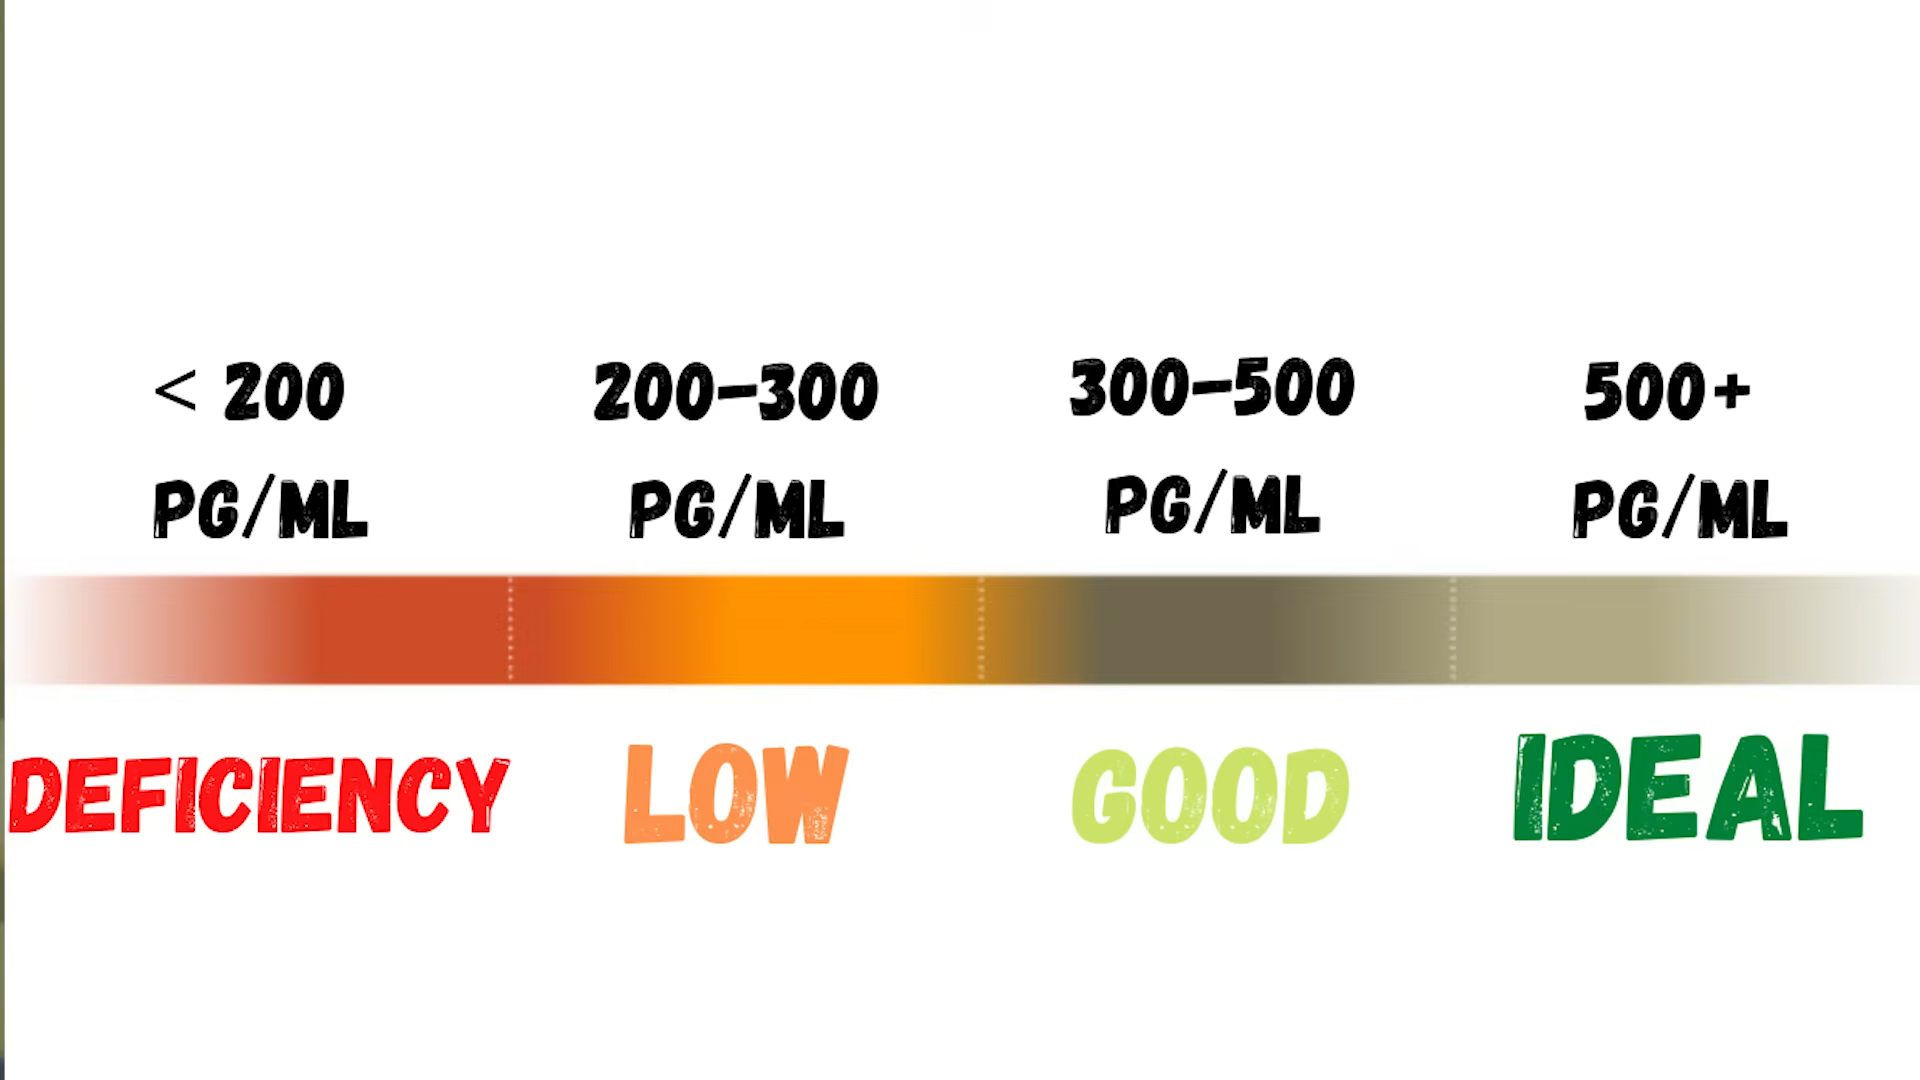 < 200
PG/ML
200-300
PG/ML
300-500
PG/ML
500+
PG/ML
DEFICIENCY
LOW
GOOD
IDEAL